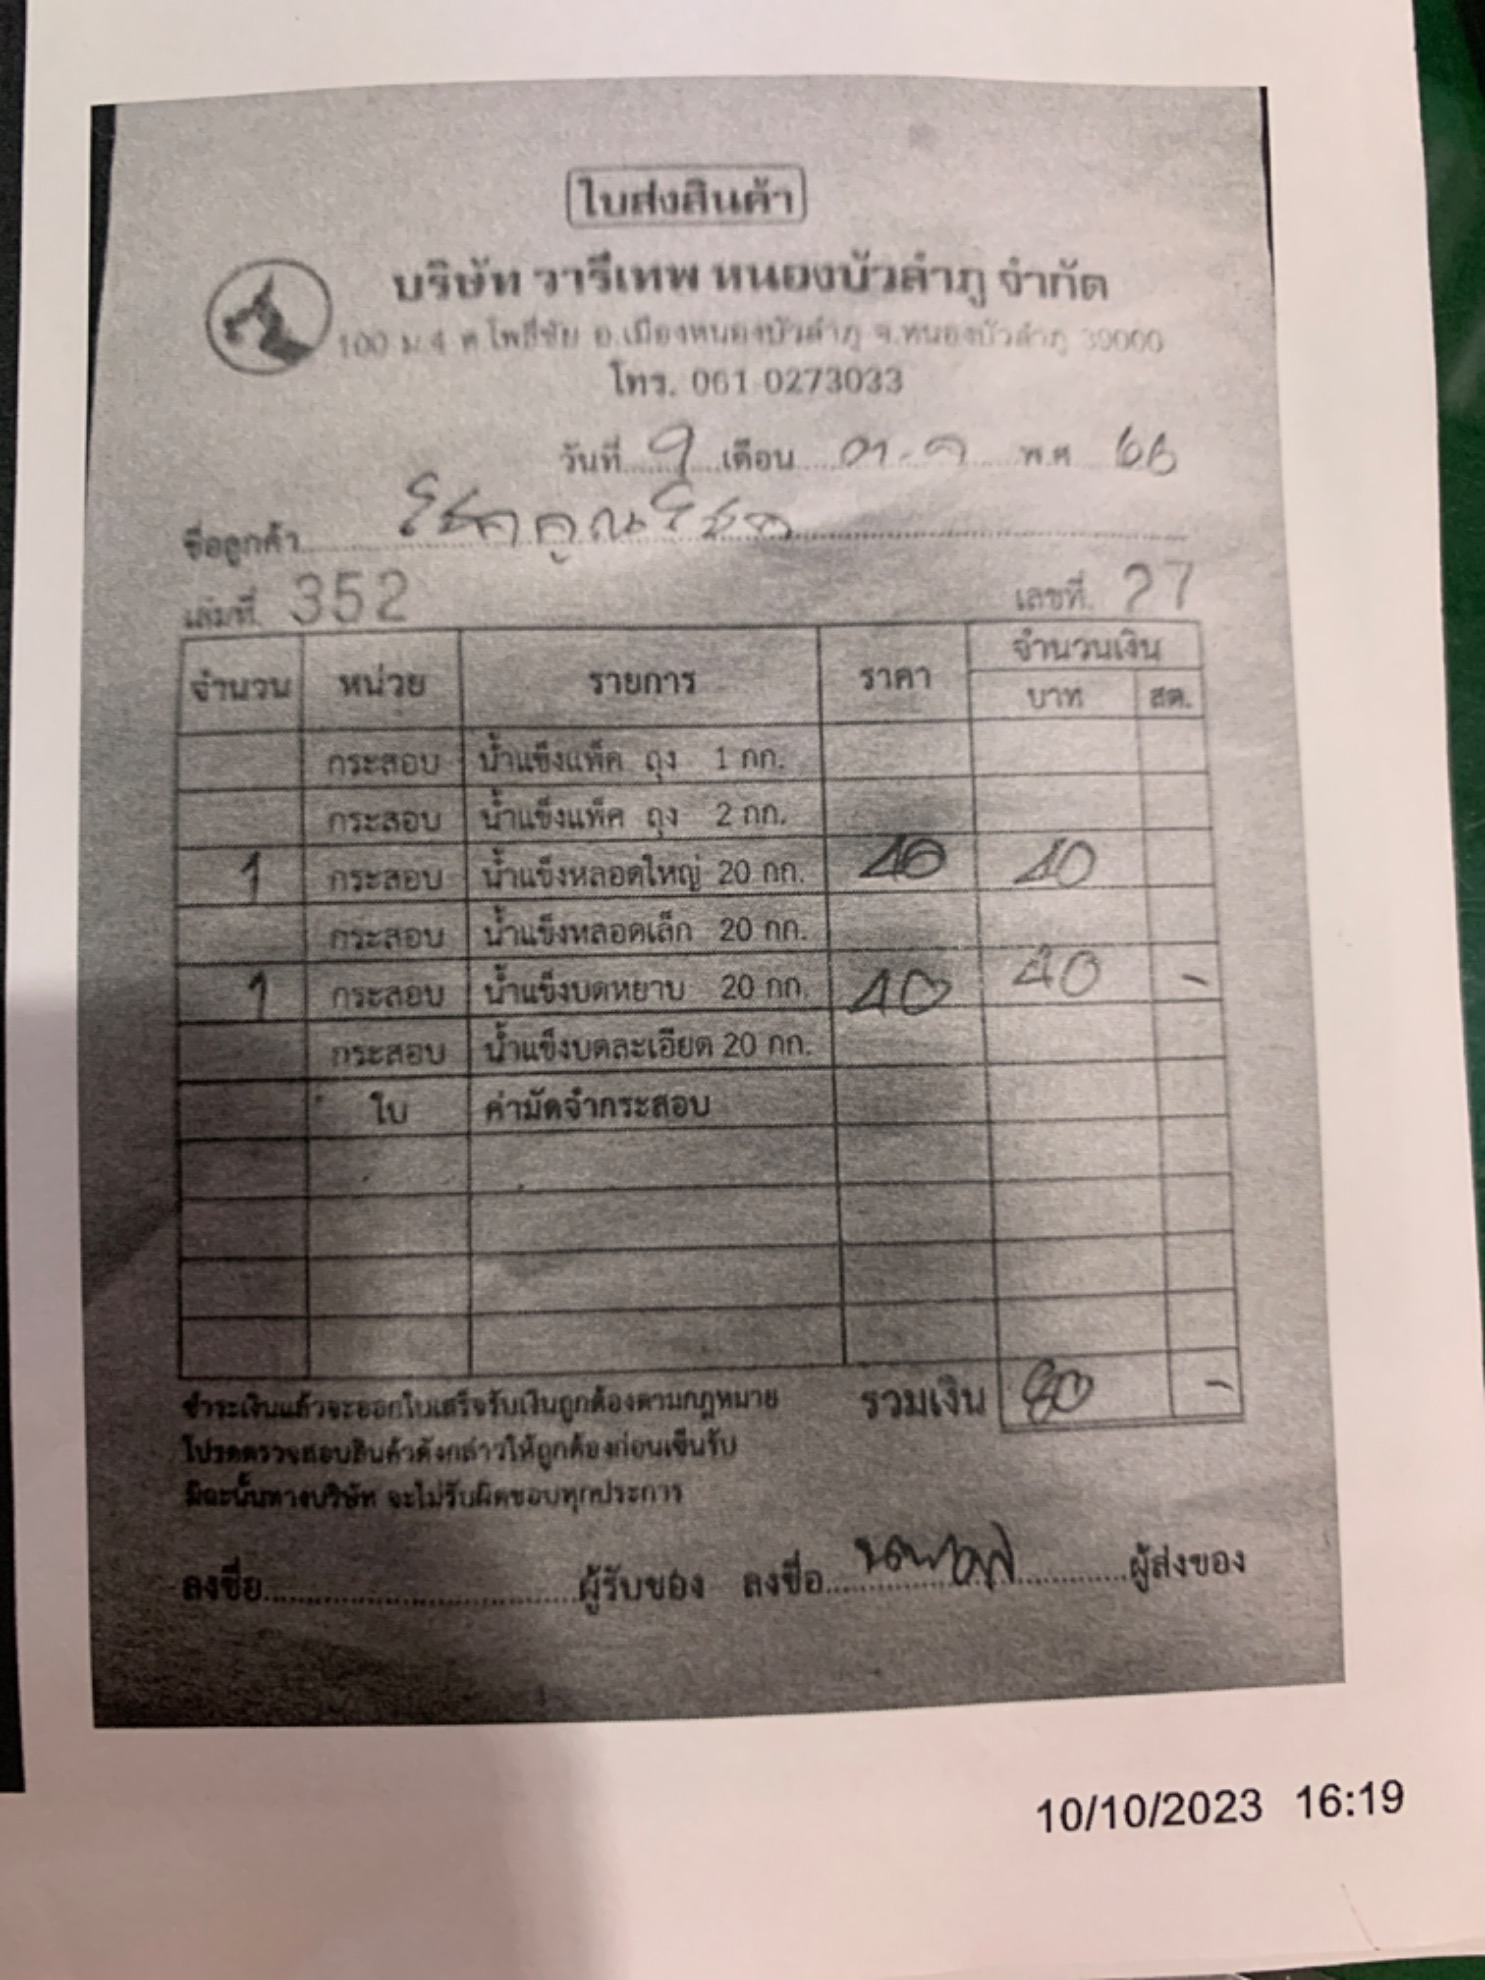 ใบส่งสินค้า
บริษัท วารีเทพ หนองบัวลำภู จำกัด
100 ม.4 ต.โพธิ์ชัย อ.เมืองหนองบัวลำภู จ.หนองบัวลำภู 39000
โทร. 061 0273033
วันที่ 9 เดือน ต.ค พ.ศ 66
ชื่อลูกค้า โชคคูณโชค
เล่มที่ 352 เลขที่ 27
จำนวน หน่วย รายการ ราคา จำนวนเงิน
บาท สต.
กระสอบ น้ำแข็งแพ็ค ถุง 1 กก.
กระสอบ น้ำแข็งแพ็ค ถุง 2 กก.
1 กระสอบ น้ำแข็งหลอดใหญ่ 20 กก. 40 40
กระสอบ น้ำแข็งหลอดเล็ก 20 กก.
1 กระสอบ น้ำแข็งบดหยาบ 20 กก. 40 40 -
กระสอบ น้ำแข็งบดละเอียด 20 กก.
ใบ ค่ามัดจำกระสอบ
ชำระเงินแล้วจะออกใบเสร็จรับเงินถูกต้องตามกฎหมาย รวมเงิน 80 -
โปรดตรวจสอบสินค้าดังกล่าวให้ถูกต้องก่อนเซ็นรับ
มิฉะนั้นทางบริษัท จะไม่รับผิดชอบทุกประการ
ลงชื่อ ผู้รับของ ลงชื่อ ผู้ส่งของ
10/10/2023 16:19